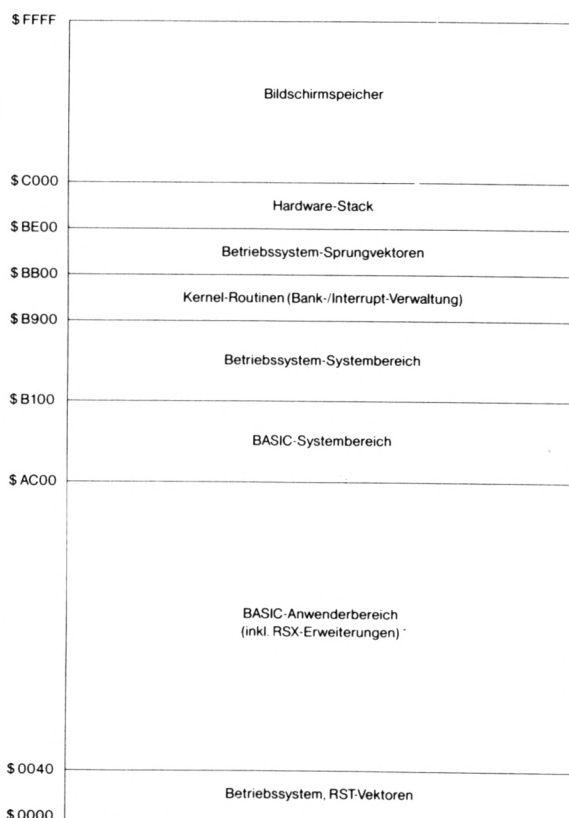 $FFFF
Bildschirmspeicher
$C000
Hardware-Stack
$BE00
Betriebssystem-Sprungvektoren
$BB00
Kernel-Routinen (Bank-/Interrupt-Verwaltung)
$B900
Betriebssystem-Systembereich
$B100
BASIC-Systembereich
$AC00
BASIC-Anwenderbereich
(inkl. RSX-Erweiterungen)
$0040
Betriebssystem, RST-Vektoren
$0000